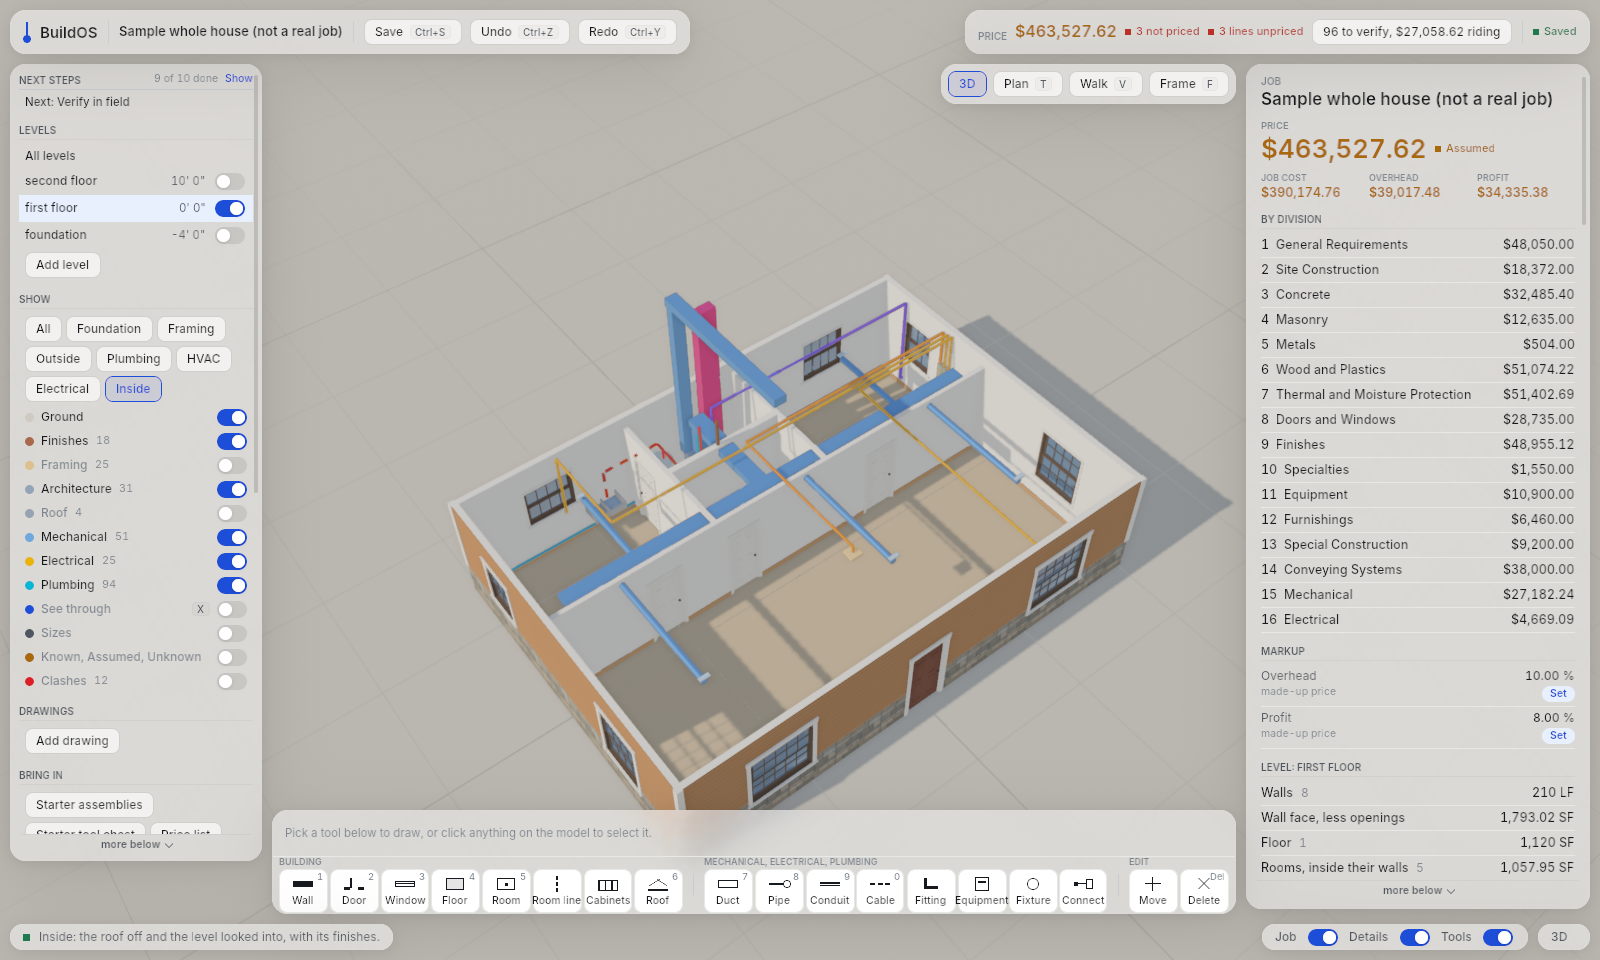 BuildOS
Sample whole house (not a real job)
Save Ctrl+S
Undo Ctrl+Z
Redo Ctrl+Y
PRICE $463,527.62
3 not priced
3 lines unpriced
96 to verify, $27,058.62 riding
Saved
NEXT STEPS
9 of 10 done
Show
Next: Verify in field
LEVELS
All levels
second floor 10' 0"
first floor 0' 0"
foundation -4' 0"
Add level
SHOW
All
Foundation
Framing
Outside
Plumbing
HVAC
Electrical
Inside
Ground
Finishes 18
Framing 25
Architecture 31
Roof 4
Mechanical 51
Electrical 25
Plumbing 94
See through X
Sizes
Known, Assumed, Unknown
Clashes 12
DRAWINGS
Add drawing
BRING IN
Starter assemblies
Starter tool chest
Price list
more below
3D
Plan T
Walk V
Frame F
JOB
Sample whole house (not a real job)
PRICE
$463,527.62 Assumed
JOB COST OVERHEAD PROFIT
$390,174.76 $39,017.48 $34,335.38
BY DIVISION
1 General Requirements $48,050.00
2 Site Construction $18,372.00
3 Concrete $32,485.40
4 Masonry $12,635.00
5 Metals $504.00
6 Wood and Plastics $51,074.22
7 Thermal and Moisture Protection $51,402.69
8 Doors and Windows $28,735.00
9 Finishes $48,955.12
10 Specialties $1,550.00
11 Equipment $10,900.00
12 Furnishings $6,460.00
13 Special Construction $9,200.00
14 Conveying Systems $38,000.00
15 Mechanical $27,182.24
16 Electrical $4,669.09
MARKUP
Overhead 10.00 %
made-up price Set
Profit 8.00 %
made-up price Set
LEVEL: FIRST FLOOR
Walls 8 210 LF
Wall face, less openings 1,793.02 SF
Floor 1 1,120 SF
Rooms, inside their walls 5 1,057.95 SF
more below
Pick a tool below to draw, or click anything on the model to select it.
BUILDING
MECHANICAL, ELECTRICAL, PLUMBING
EDIT
1 2 3 4 5 6 7 8 9 0 Del
Wall Door Window Floor Room Room line Cabinets Roof Duct Pipe Conduit Cable Fitting Equipment Fixture Connect Move Delete
Inside: the roof off and the level looked into, with its finishes.
Job
Details
Tools
3D